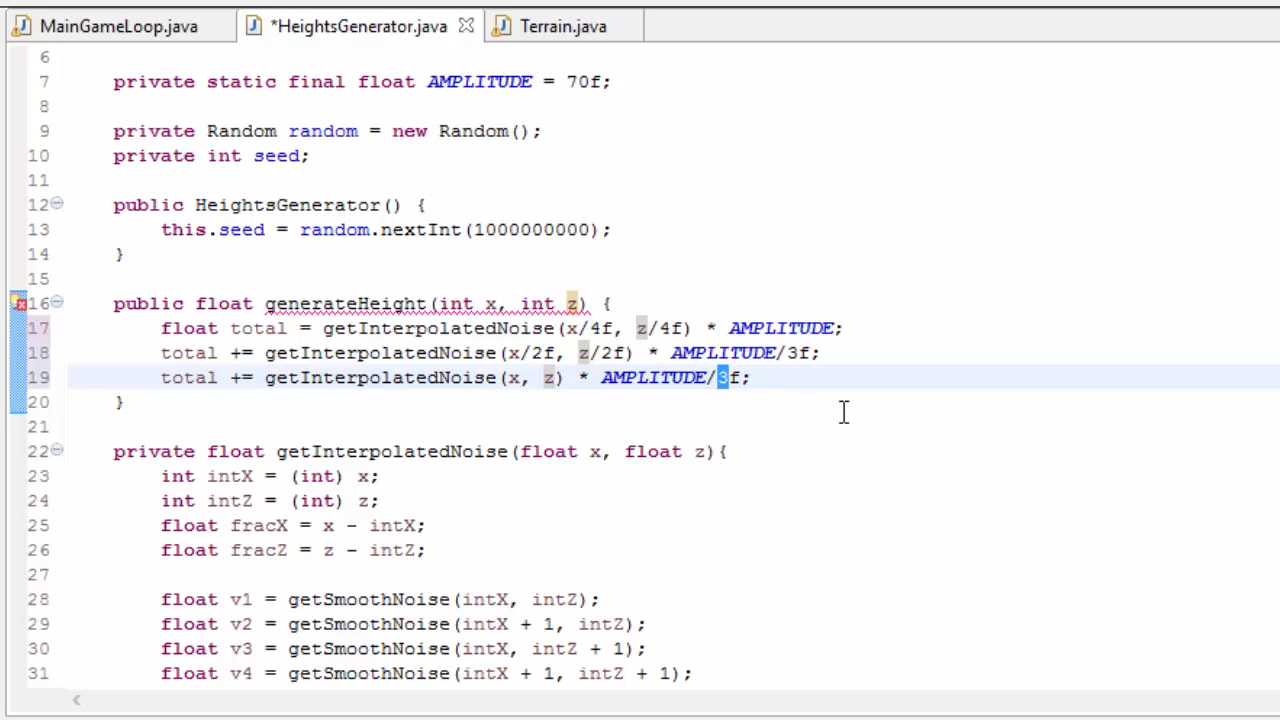 MainGameLoop.java *HeightsGenerator.java Terrain.java
6
7 private static final float AMPLITUDE = 70f;
8
9 private Random random = new Random();
10 private int seed;
11
12 public HeightsGenerator() {
13 this.seed = random.nextInt(1000000000);
14 }
15
16 public float generateHeight(int x, int z) {
17 float total = getInterpolatedNoise(x/4f, z/4f) * AMPLITUDE;
18 total += getInterpolatedNoise(x/2f, z/2f) * AMPLITUDE/3f;
19 total += getInterpolatedNoise(x, z) * AMPLITUDE/3f;
20 }
21
22 private float getInterpolatedNoise(float x, float z){
23 int intX = (int) x;
24 int intZ = (int) z;
25 float fracX = x - intX;
26 float fracZ = z - intZ;
27
28 float v1 = getSmoothNoise(intX, intZ);
29 float v2 = getSmoothNoise(intX + 1, intZ);
30 float v3 = getSmoothNoise(intX, intZ + 1);
31 float v4 = getSmoothNoise(intX + 1, intZ + 1);